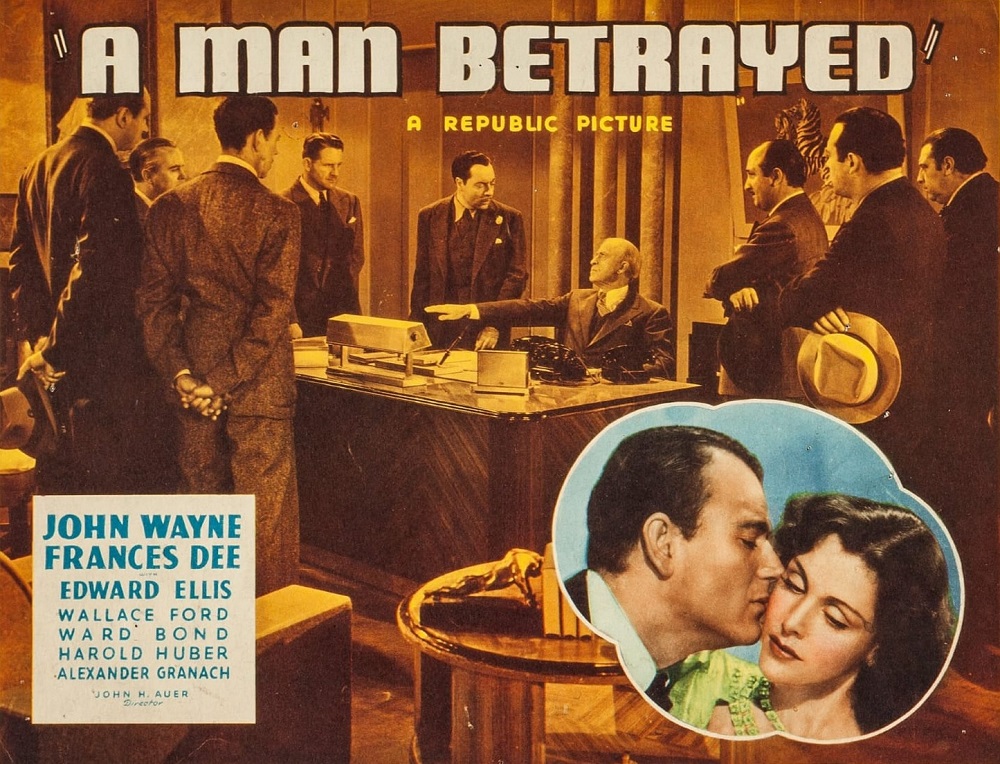 "A MAN BETRAYED"
A REPUBLIC PICTURE
JOHN WAYNE
FRANCES DEE
WITH
EDWARD ELLIS
WALLACE FORD
WARD BOND
HAROLD HUBER
ALEXANDER GRANACH
JOHN H. AUER
Director